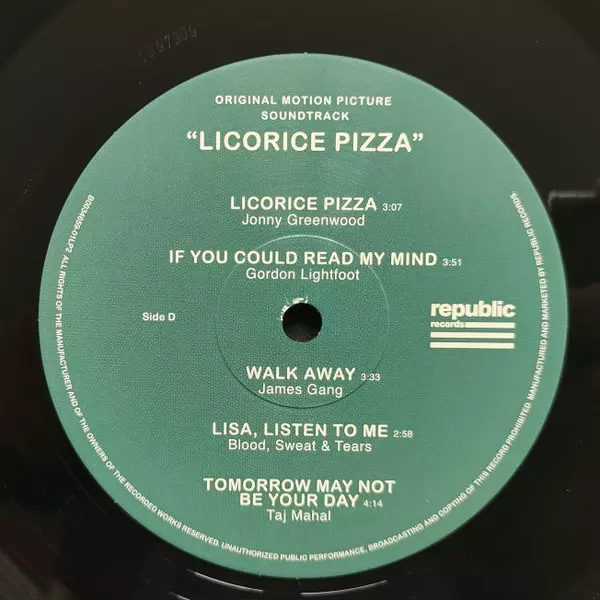 ORIGINAL MOTION PICTURE
SOUNDTRACK
“LICORICE PIZZA”
LICORICE PIZZA 3:07
Jonny Greenwood
IF YOU COULD READ MY MIND 3:51
Gordon Lightfoot
Side D
republic
records
WALK AWAY 3:33
James Gang
LISA, LISTEN TO ME 2:58
Blood, Sweat & Tears
TOMORROW MAY NOT
BE YOUR DAY 4:14
Taj Mahal
B0034659-01LP2 ALL RIGHTS OF THE MANUFACTURER AND OF THE OWNERS OF THE RECORDED WORKS RESERVED. UNAUTHORIZED PUBLIC PERFORMANCE, BROADCASTING AND COPYING OF THIS RECORD PROHIBITED. MANUFACTURED AND MARKETED BY REPUBLIC RECORDS.